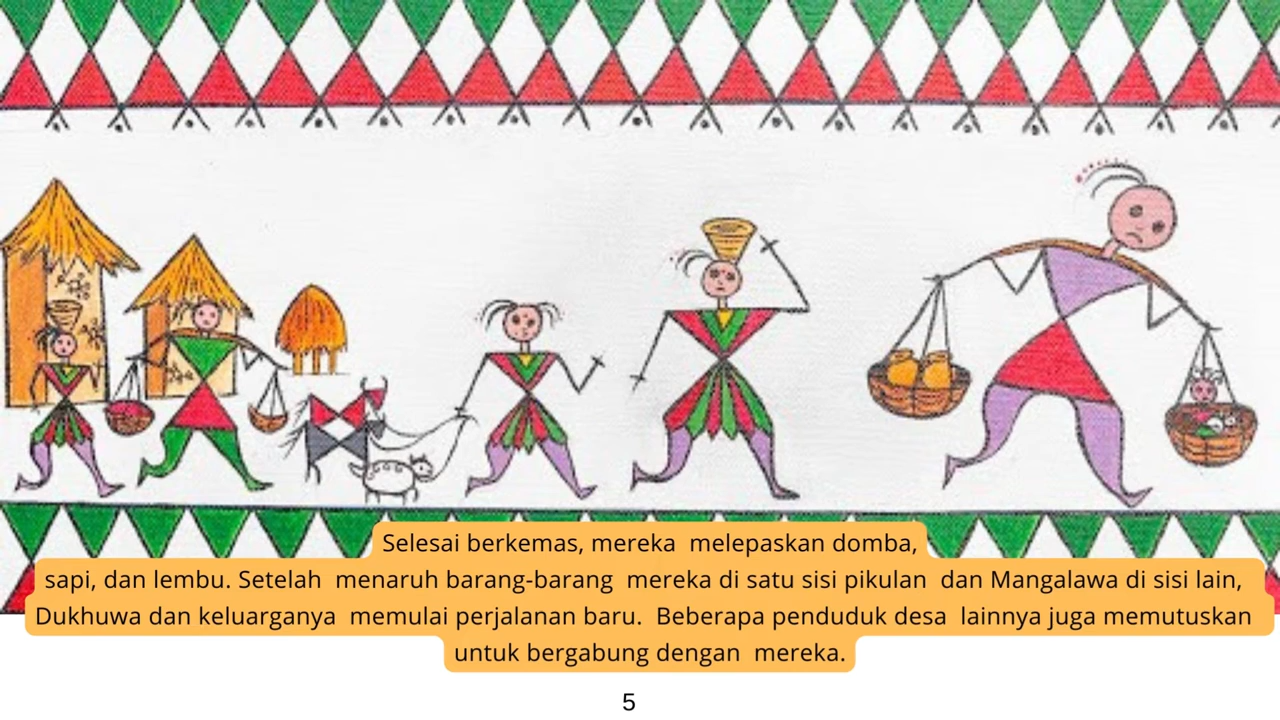 Selesai berkemas, mereka melepaskan domba,
sapi, dan lembu. Setelah menaruh barang-barang mereka di satu sisi pikulan dan Mangalawa di sisi lain,
Dukhuwa dan keluarganya memulai perjalanan baru. Beberapa penduduk desa lainnya juga memutuskan
untuk bergabung dengan mereka.
5